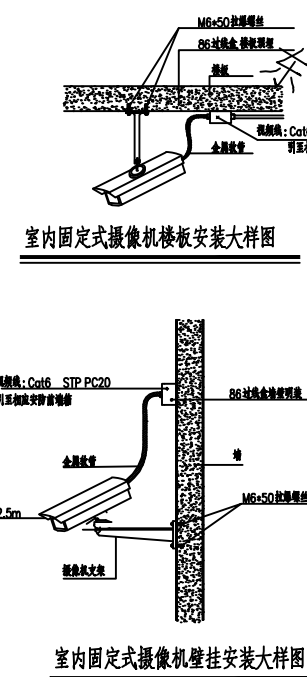 M6*50拉爆螺丝
86过线盒 楼板顶埋
楼板
视频线:Cat
引至
金属软管
室内固定式摄像机楼板安装大样图
视频线:Cat6 STP PC20
引至相应安防前端箱
86过线盒墙壁明装
金属软管
墙
M6*50拉爆螺丝
2.5m
摄像机支架
室内固定式摄像机壁挂安装大样图